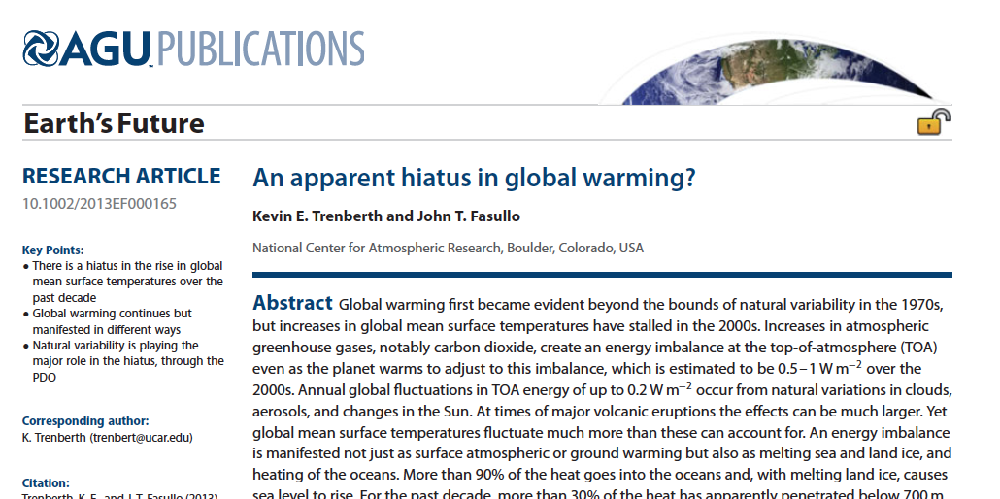 AGU PUBLICATIONS
Earth's Future
RESEARCH ARTICLE
10.1002/2013EF000165
Key Points:
• There is a hiatus in the rise in global
mean surface temperatures over the
past decade
• Global warming continues but
manifested in different ways
• Natural variability is playing the
major role in the hiatus, through the
PDO
Corresponding author:
K. Trenberth (trenbert@ucar.edu)
Citation:
Trenberth, K. E., and J. T. Fasullo (2013),
An apparent hiatus in global warming?
Kevin E. Trenberth and John T. Fasullo
National Center for Atmospheric Research, Boulder, Colorado, USA
Abstract Global warming first became evident beyond the bounds of natural variability in the 1970s,
but increases in global mean surface temperatures have stalled in the 2000s. Increases in atmospheric
greenhouse gases, notably carbon dioxide, create an energy imbalance at the top-of-atmosphere (TOA)
even as the planet warms to adjust to this imbalance, which is estimated to be 0.5–1 W m⁻² over the
2000s. Annual global fluctuations in TOA energy of up to 0.2 W m⁻² occur from natural variations in clouds,
aerosols, and changes in the Sun. At times of major volcanic eruptions the effects can be much larger. Yet
global mean surface temperatures fluctuate much more than these can account for. An energy imbalance
is manifested not just as surface atmospheric or ground warming but also as melting sea and land ice, and
heating of the oceans. More than 90% of the heat goes into the oceans and, with melting land ice, causes
sea level to rise. For the past decade, more than 30% of the heat has apparently penetrated below 700 m